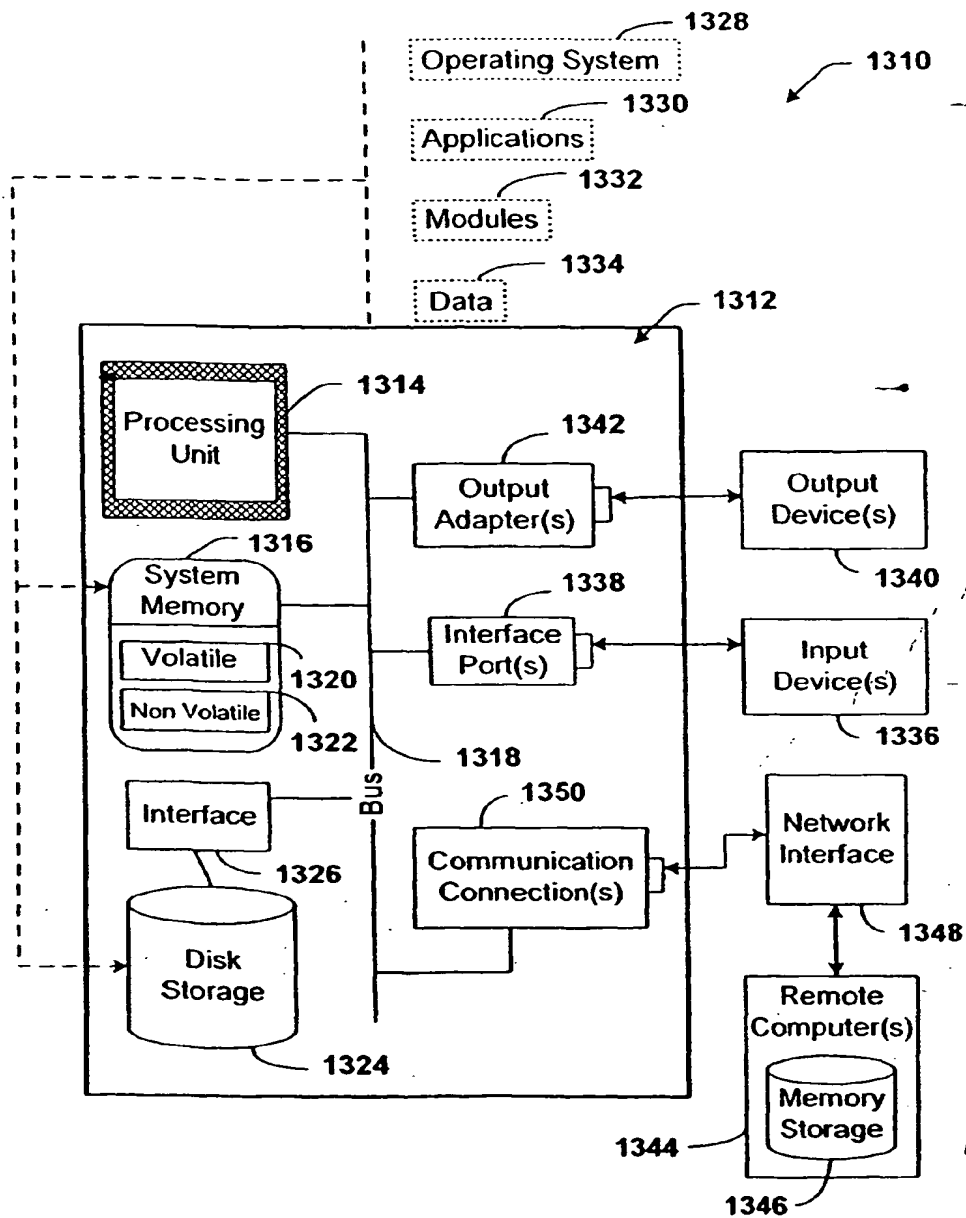 1328
Operating System
1310
1330
Applications
1332
Modules
1334
Data
1312
1314
Processing
Unit
1342
Output
Adapter(s)
Output
Device(s)
1340
1316
System
Memory
Volatile
1320
Non Volatile
1322
1338
Interface
Port(s)
Input
Device(s)
1336
1318
Bus
Interface
1326
1350
Communication
Connection(s)
Network
Interface
1348
Disk
Storage
1324
Remote
Computer(s)
Memory
Storage
1344
1346